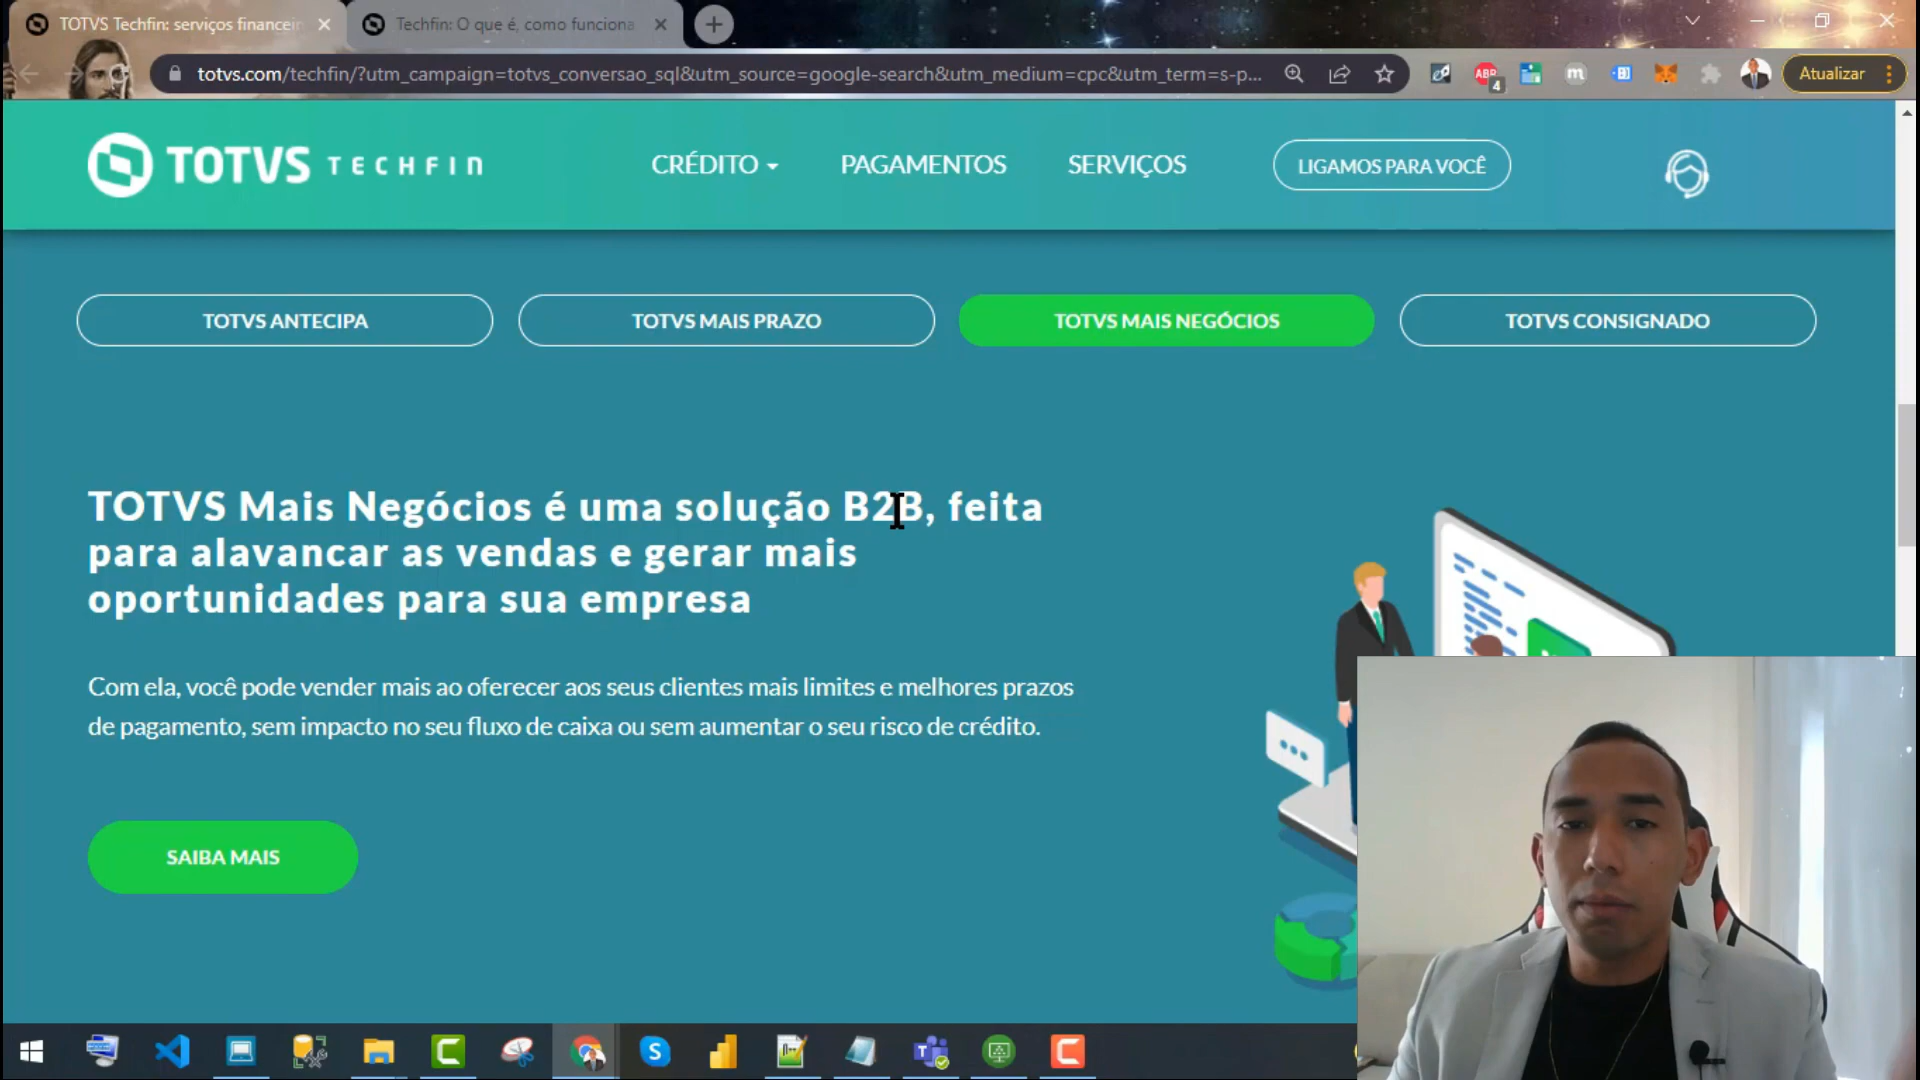 TOTVS Techfin: serviços financeir
Techfin: O que é, como funciona
totvs.com/techfin/?utm_campaign=totvs_conversao_sql&utm_source=google-search&utm_medium=cpc&utm_term=s-p...
ABP
4
m
Atualizar
TOTVS TECHFIN
CRÉDITO
PAGAMENTOS
SERVIÇOS
LIGAMOS PARA VOCÊ
TOTVS ANTECIPA
TOTVS MAIS PRAZO
TOTVS MAIS NEGÓCIOS
TOTVS CONSIGNADO
TOTVS Mais Negócios é uma solução B2B, feita
para alavancar as vendas e gerar mais
oportunidades para sua empresa
Com ela, você pode vender mais ao oferecer aos seus clientes mais limites e melhores prazos
de pagamento, sem impacto no seu fluxo de caixa ou sem aumentar o seu risco de crédito.
SAIBA MAIS